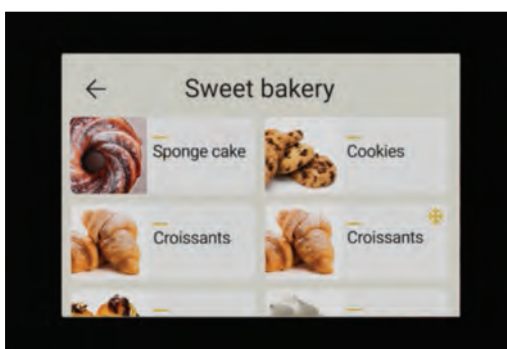 Sweet bakery
Sponge cake
Cookies
Croissants
Croissants